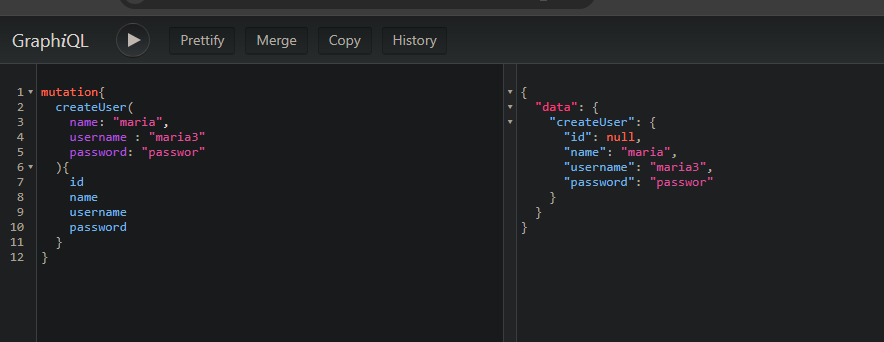 GraphiQL
Prettify
Merge
Copy
History
1 mutation{
2 createUser(
3 name: "maria",
4 username : "maria3"
5 password: "passwor"
6 ){
7 id
8 name
9 username
10 password
11 }
12 }
{
"data": {
"createUser": {
"id": null,
"name": "maria",
"username": "maria3",
"password": "passwor"
}
}
}